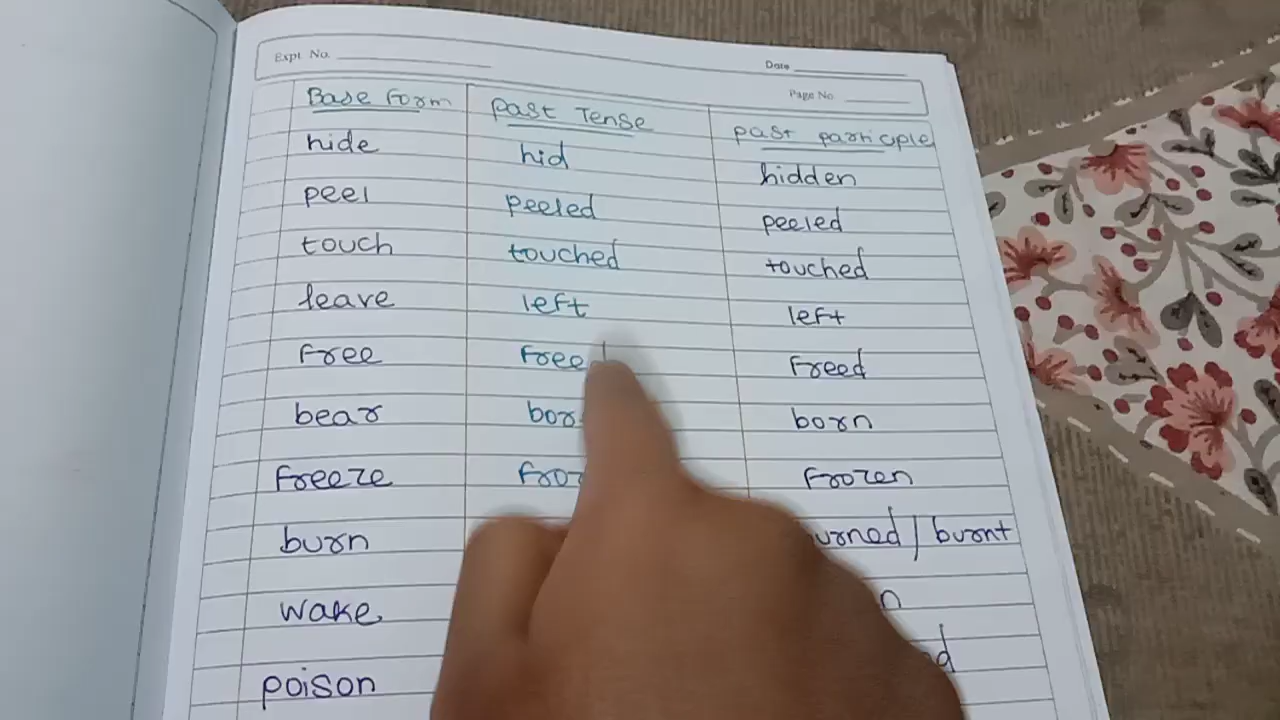 Expt. No.
Date
Page No.
Base Form Past Tense Past participle
hide hid hidden
peel peeled peeled
touch touched touched
leave left left
Free Freed Freed
bear born
Freeze Frozen
burn burnt
wake
poison